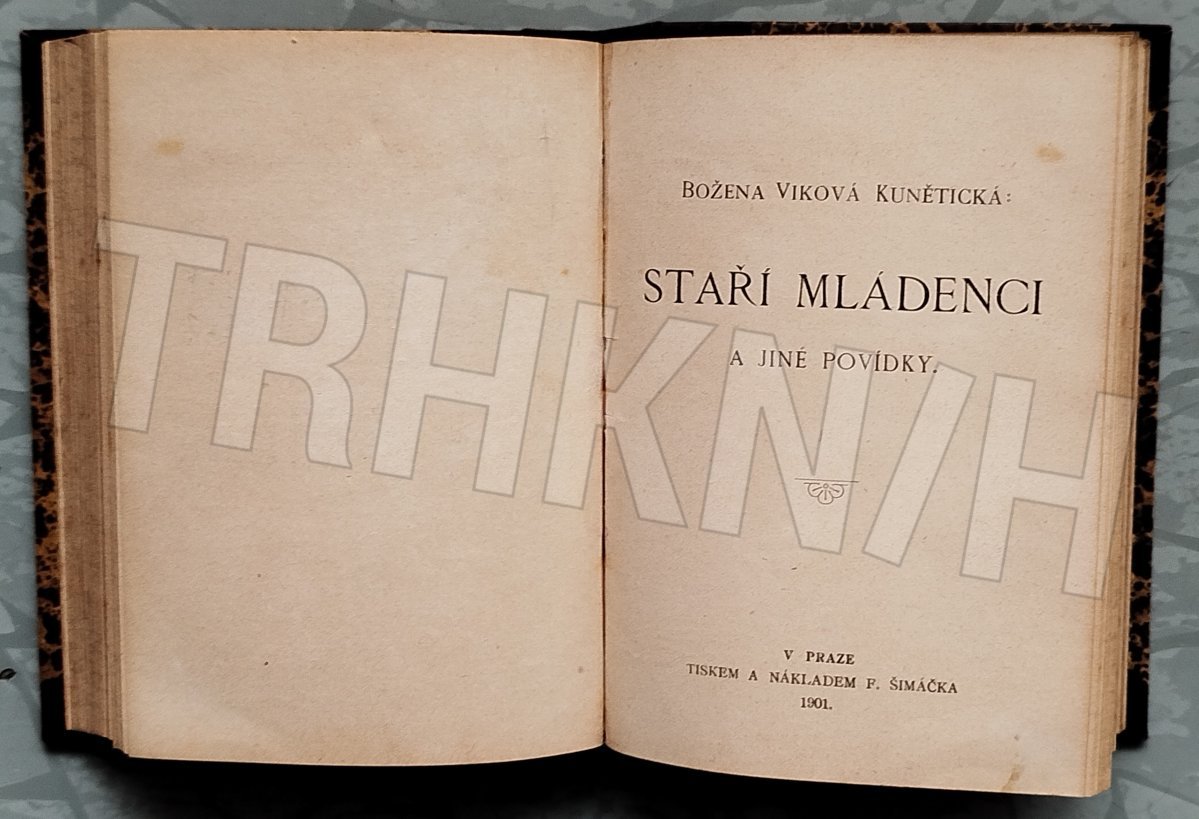 BOŽENA VIKOVÁ KUNĚTICKÁ:
STAŘÍ MLÁDENCI
A JINÉ POVÍDKY.
TRHKNIH
V PRAZE
TISKEM A NÁKLADEM F. ŠIMÁČKA
1901.